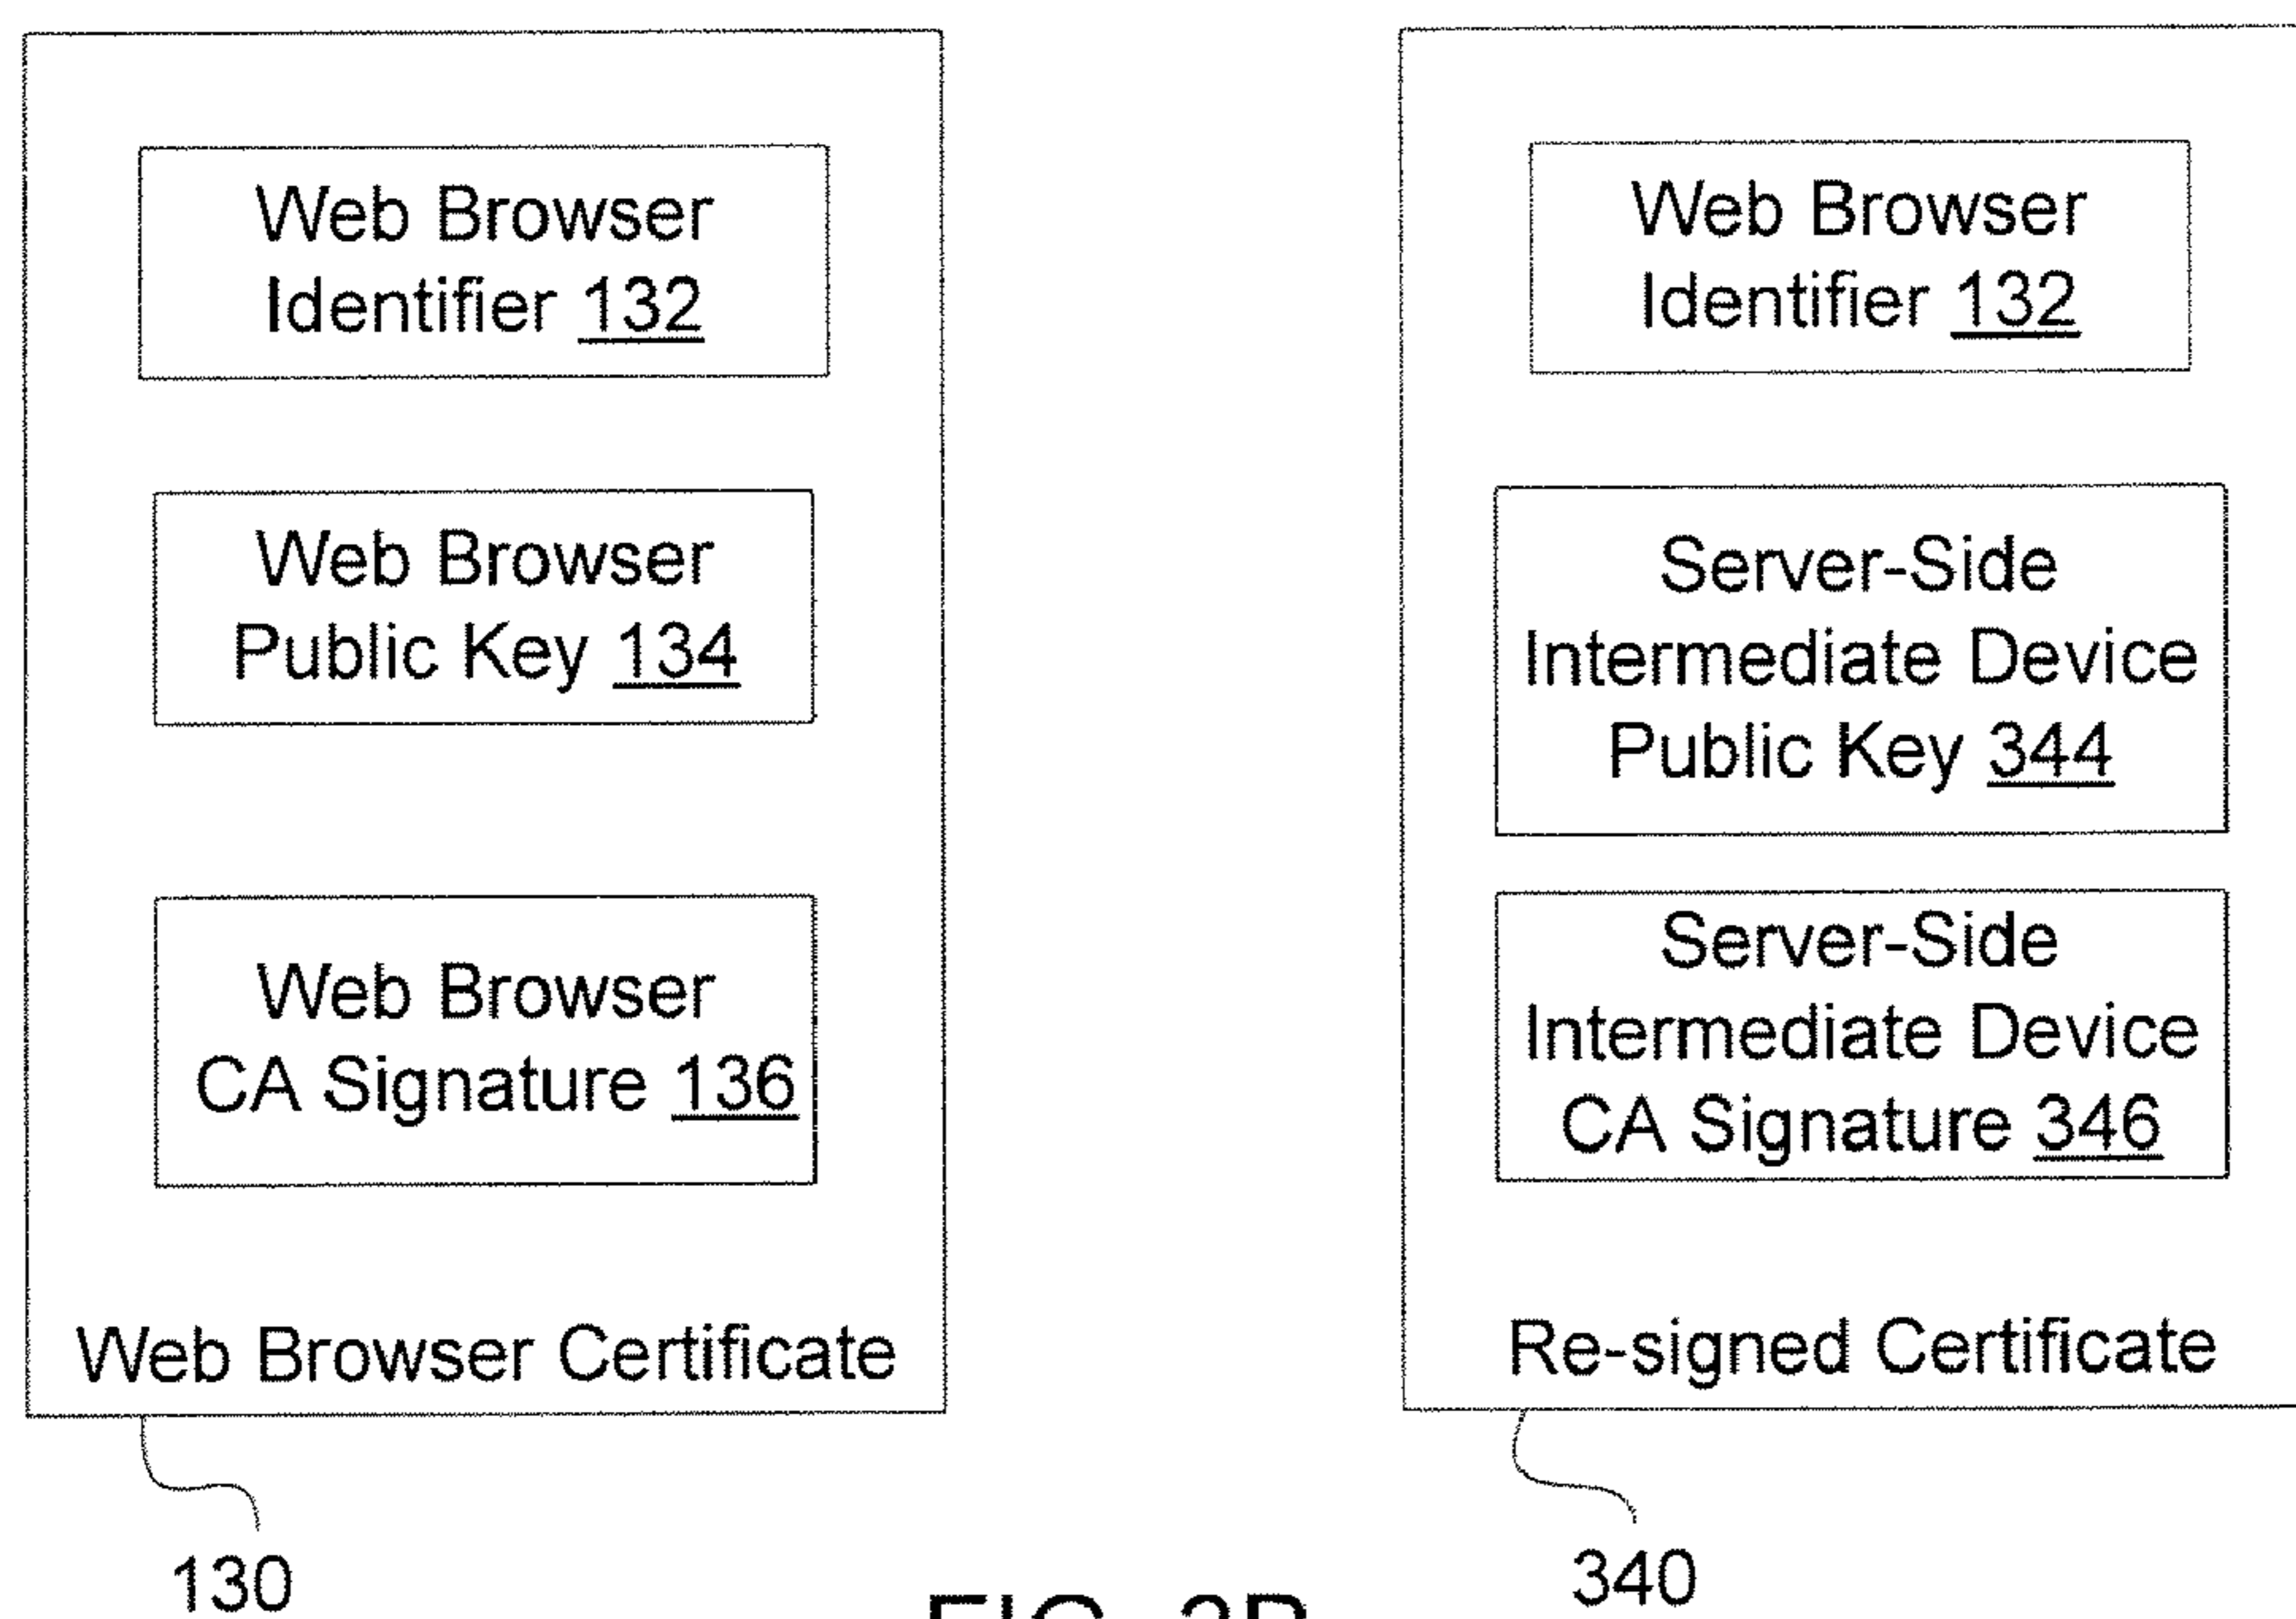 Web Browser
Identifier 132
Web Browser
Public Key 134
Web Browser
CA Signature 136
Web Browser Certificate
130
Web Browser
Identifier 132
Server-Side
Intermediate Device
Public Key 344
Server-Side
Intermediate Device
CA Signature 346
Re-signed Certificate
340